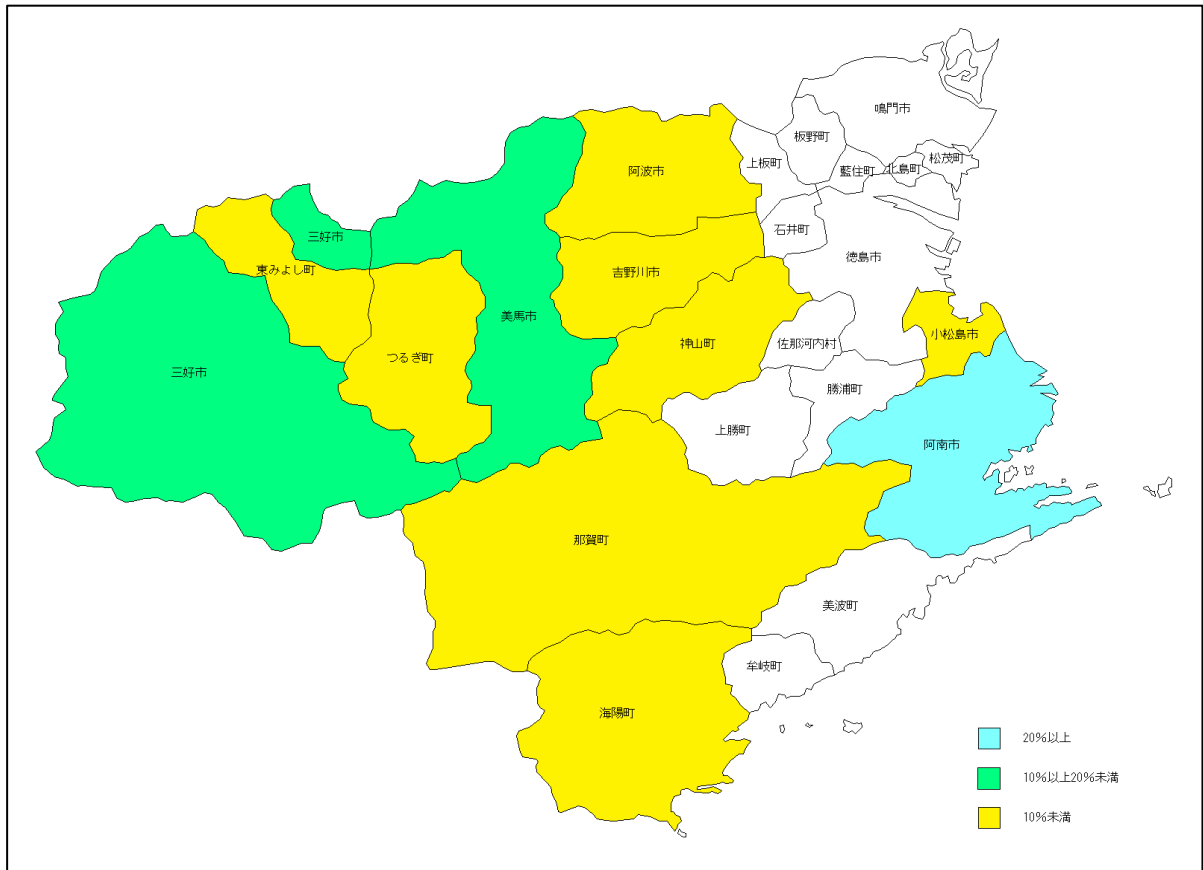 鳴門市
板野町
上板町
藍住町
北島町
松茂町
阿波市
石井町
徳島市
三好市
東みよし町
吉野川市
美馬市
神山町
佐那河内村
小松島市
つるぎ町
三好市
勝浦町
上勝町
阿南市
那賀町
美波町
牟岐町
海陽町
20%以上
10%以上20%未満
10%未満